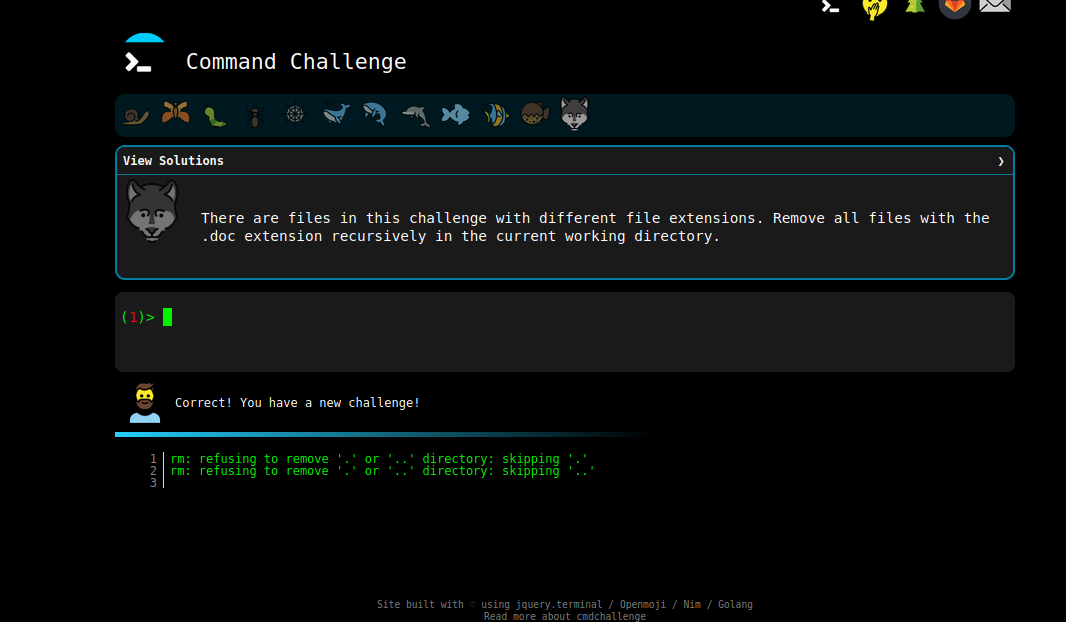 Command Challenge
View Solutions ❯
There are files in this challenge with different file extensions. Remove all files with the
.doc extension recursively in the current working directory.
(1)>
Correct! You have a new challenge!
1 rm: refusing to remove '.' or '..' directory: skipping '.'
2 rm: refusing to remove '.' or '..' directory: skipping '..'
3
Site built with ♡ using jquery.terminal / Openmoji / Nim / Golang
Read more about cmdchallenge